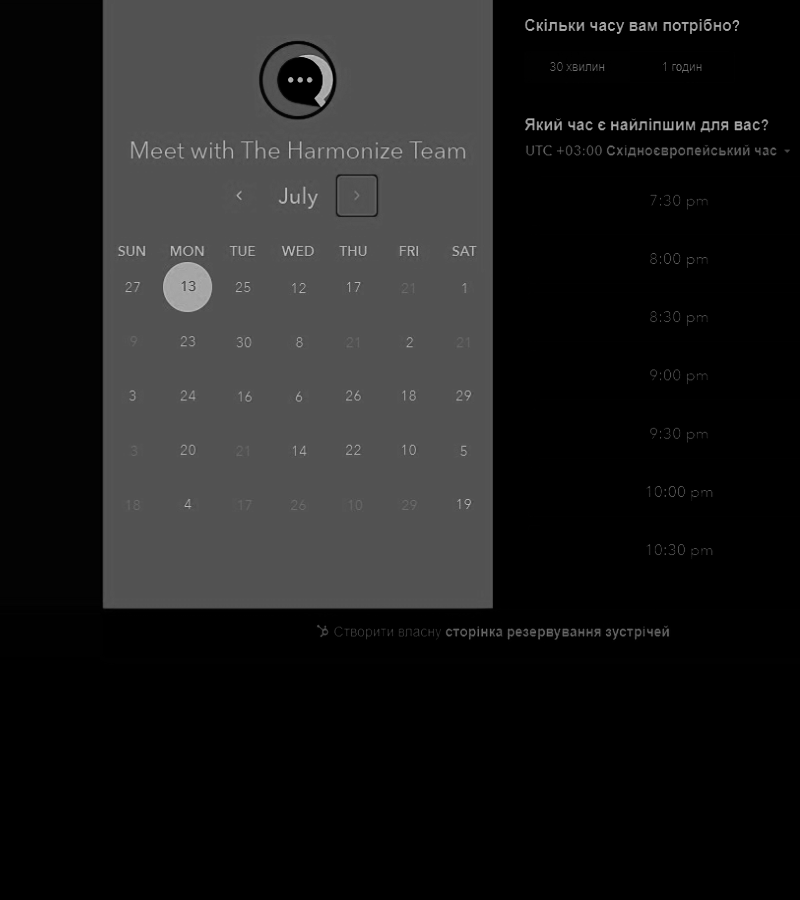 Meet with The Harmonize Team
July
SUN MON TUE WED THU FRI SAT
27 13 25 12 17 21 1
9 23 30 8 21 2 21
3 24 16 6 26 18 29
3 20 21 14 22 10 5
18 4 17 26 10 29 19
Скільки часу вам потрібно?
30 хвилин 1 годин
Який час є найліпшим для вас?
UTC +03:00 Східноєвропейський час
7:30 pm
8:00 pm
8:30 pm
9:00 pm
9:30 pm
10:00 pm
10:30 pm
Створити власну сторінка резервування зустрічей